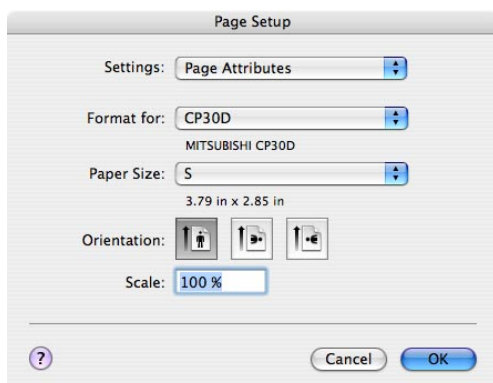 Page Setup
Settings: Page Attributes
Format for: CP30D
MITSUBISHI CP30D
Paper Size: S
3.79 in x 2.85 in
Orientation:
Scale: 100 %
? Cancel OK